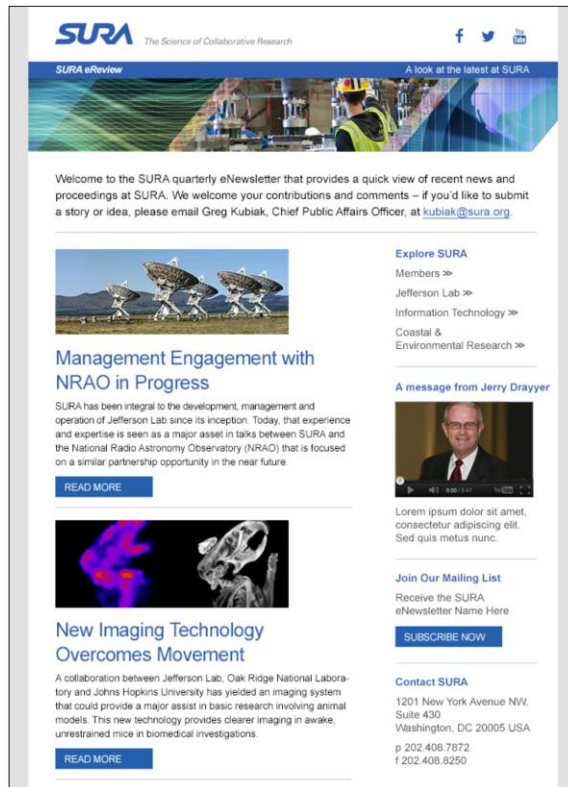 SURA The Science of Collaborative Research
You Tube
SURA eReview
A look at the latest at SURA
Welcome to the SURA quarterly eNewsletter that provides a quick view of recent news and
proceedings at SURA. We welcome your contributions and comments – if you'd like to submit
a story or idea, please email Greg Kubiak, Chief Public Affairs Officer, at kubiak@sura.org.
Management Engagement with
NRAO in Progress
SURA has been integral to the development, management and
operation of Jefferson Lab since its inception. Today, that experience
and expertise is seen as a major asset in talks between SURA and
the National Radio Astronomy Observatory (NRAO) that is focused
on a similar partnership opportunity in the near future.
READ MORE
New Imaging Technology
Overcomes Movement
A collaboration between Jefferson Lab, Oak Ridge National Labora-
tory and Johns Hopkins University has yielded an imaging system
that could provide a major assist in basic research involving animal
models. This new technology provides clearer imaging in awake,
unrestrained mice in biomedical investigations.
READ MORE
Explore SURA
Members >>
Jefferson Lab >>
Information Technology >>
Coastal &
Environmental Research >>
A message from Jerry Drayyer
0:00 / 5:47 YouTube
Lorem ipsum dolor sit amet,
consectetur adipiscing elit.
Sed quis metus nunc.
Join Our Mailing List
Receive the SURA
eNewsletter Name Here
SUBSCRIBE NOW
Contact SURA
1201 New York Avenue NW,
Suite 430
Washington, DC 20005 USA
p 202.408.7872
f 202.408.8250